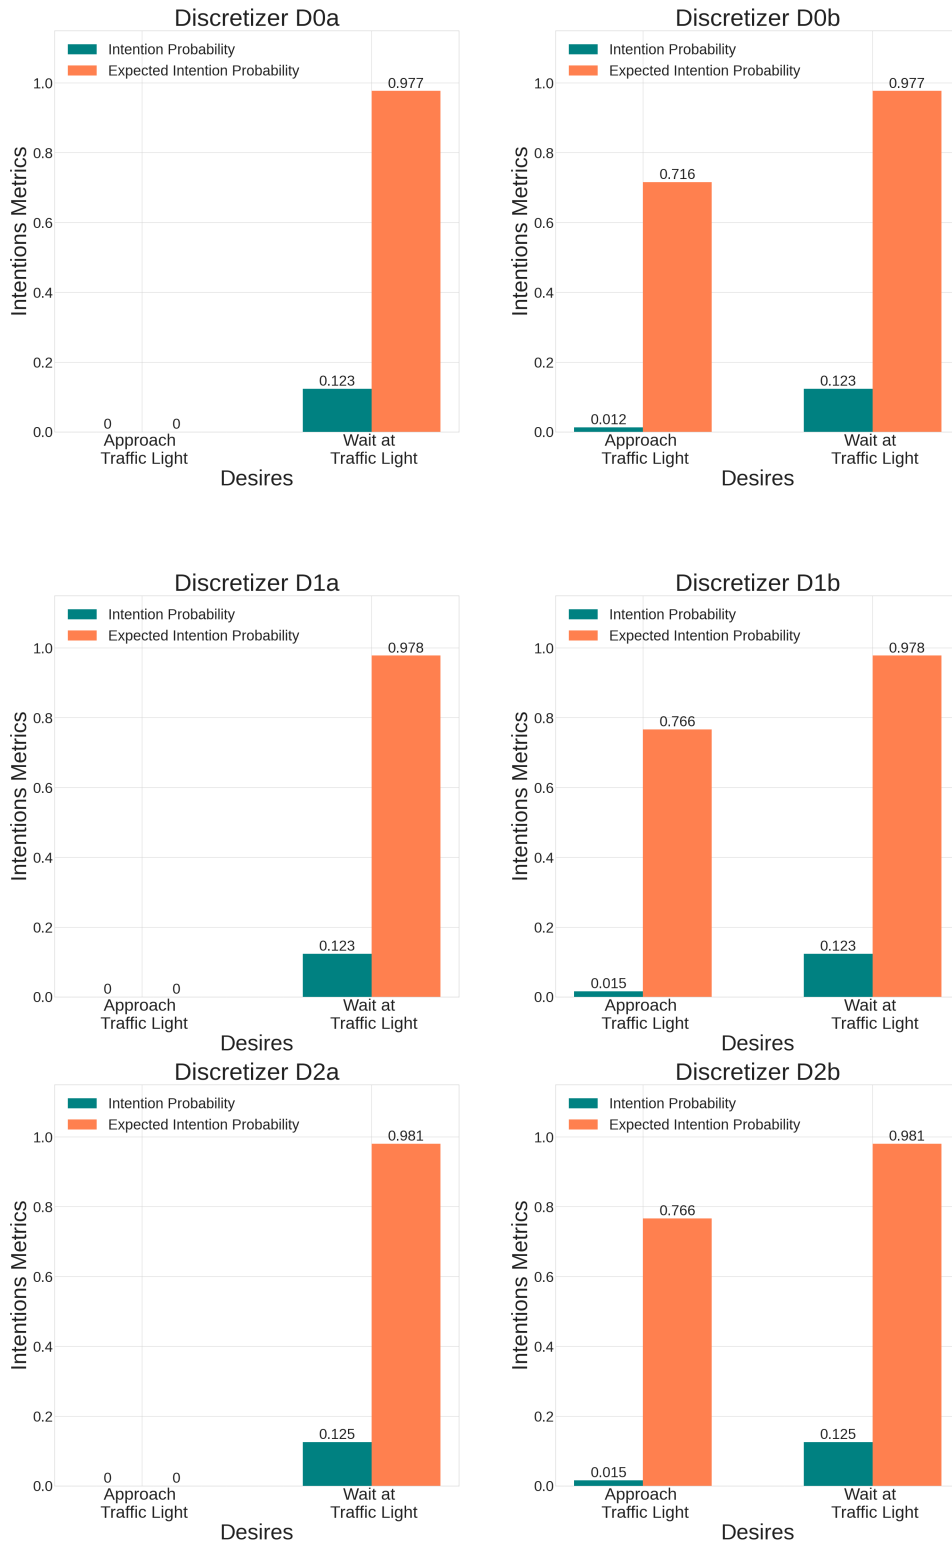 Discretizer D0a
Intention Probability
Expected Intention Probability
Intentions Metrics
1.0
0.8
0.6
0.4
0.2
0.0
0
0
0.123
0.977
Approach
Traffic Light
Wait at
Traffic Light
Desires
Discretizer D0b
Intention Probability
Expected Intention Probability
Intentions Metrics
1.0
0.8
0.6
0.4
0.2
0.0
0.012
0.716
0.123
0.977
Approach
Traffic Light
Wait at
Traffic Light
Desires
Discretizer D1a
Intention Probability
Expected Intention Probability
Intentions Metrics
1.0
0.8
0.6
0.4
0.2
0.0
0
0
0.123
0.978
Approach
Traffic Light
Wait at
Traffic Light
Desires
Discretizer D1b
Intention Probability
Expected Intention Probability
Intentions Metrics
1.0
0.8
0.6
0.4
0.2
0.0
0.015
0.766
0.123
0.978
Approach
Traffic Light
Wait at
Traffic Light
Desires
Discretizer D2a
Intention Probability
Expected Intention Probability
Intentions Metrics
1.0
0.8
0.6
0.4
0.2
0.0
0
0
0.125
0.981
Approach
Traffic Light
Wait at
Traffic Light
Desires
Discretizer D2b
Intention Probability
Expected Intention Probability
Intentions Metrics
1.0
0.8
0.6
0.4
0.2
0.0
0.015
0.766
0.125
0.981
Approach
Traffic Light
Wait at
Traffic Light
Desires